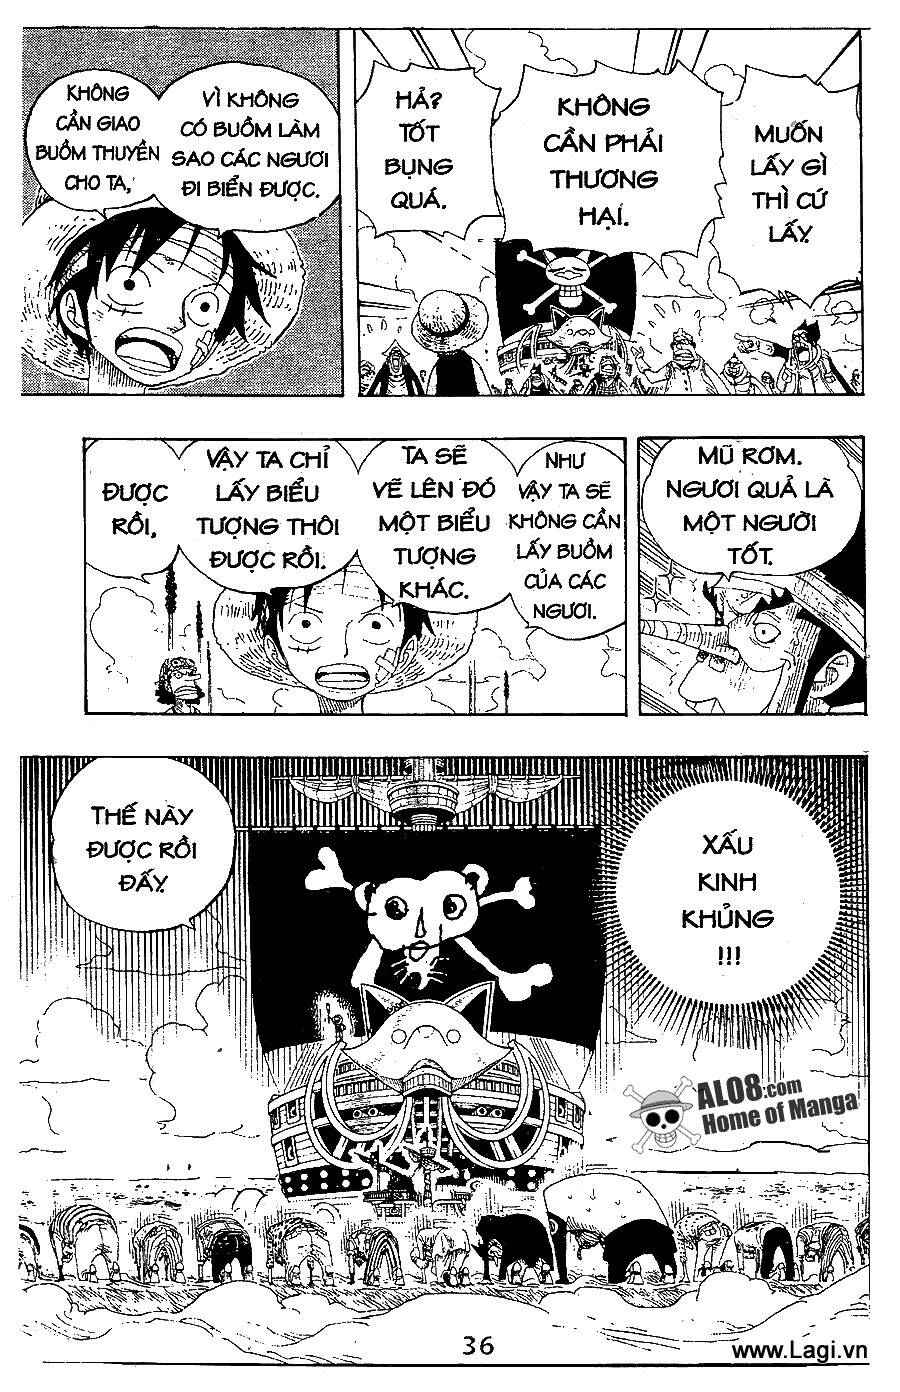 MUỐN
LẤY GÌ
THÌ CỨ
LẤY.
KHÔNG
CẦN PHẢI
THƯƠNG
HẠI.
HẢ?
TỐT
BỤNG
QUÁ.
VÌ KHÔNG
CÓ BUỒM LÀM
SAO CÁC NGƯƠI
ĐI BIỂN ĐƯỢC.
KHÔNG
CẦN GIAO
BUỒM THUYỀN
CHO TA,
MŨ RƠM.
NGƯƠI QUẢ LÀ
MỘT NGƯỜI
TỐT.
NHƯ
VẬY TA SẼ
KHÔNG CẦN
LẤY BUỒM
CỦA CÁC
NGƯƠI.
TA SẼ
VẼ LÊN ĐÓ
MỘT BIỂU
TƯỢNG
KHÁC.
VẬY TA CHỈ
LẤY BIỂU
TƯỢNG THÔI
ĐƯỢC RỒI.
ĐƯỢC
RỒI,
XẤU
KINH
KHỦNG
!!!
THẾ NÀY
ĐƯỢC RỒI
ĐẤY.
ALO8.com
Home of Manga
36
www.Lagi.vn